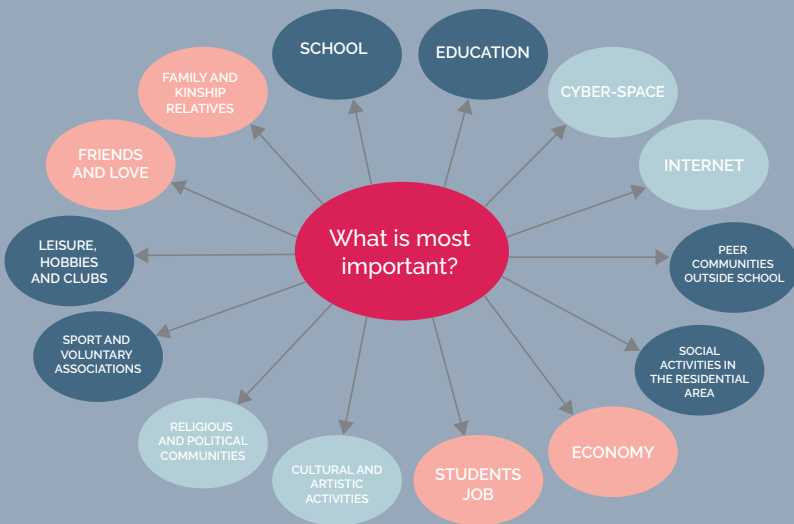 What is most
important?
SCHOOL
EDUCATION
CYBER-SPACE
INTERNET
PEER
COMMUNITIES
OUTSIDE SCHOOL
SOCIAL
ACTIVITIES IN
THE RESIDENTIAL
AREA
ECONOMY
STUDENTS
JOB
CULTURAL AND
ARTISTIC
ACTIVITIES
RELIGIOUS
AND POLITICAL
COMMUNITIES
SPORT AND
VOLUNTARY
ASSOCIATIONS
LEISURE,
HOBBIES
AND CLUBS
FRIENDS
AND LOVE
FAMILY AND
KINSHIP
RELATIVES